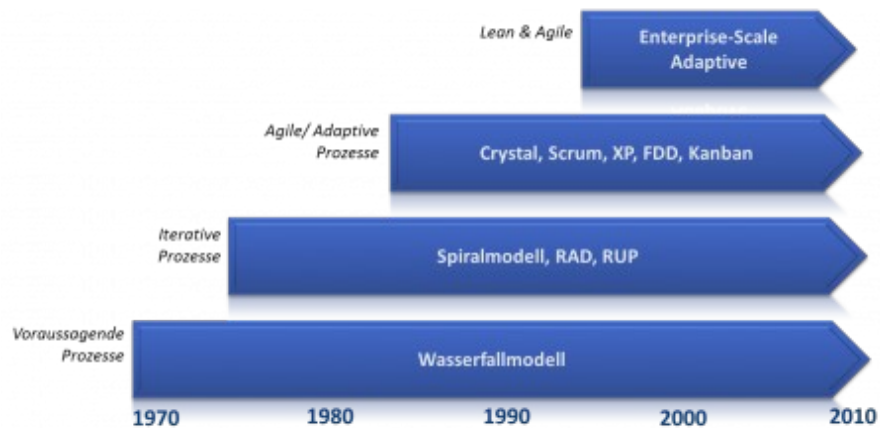 Lean & Agile
Enterprise-Scale
Adaptive
Agile/ Adaptive
Prozesse
Crystal, Scrum, XP, FDD, Kanban
Iterative
Prozesse
Spiralmodell, RAD, RUP
Voraussagende
Prozesse
Wasserfallmodell
1970 1980 1990 2000 2010